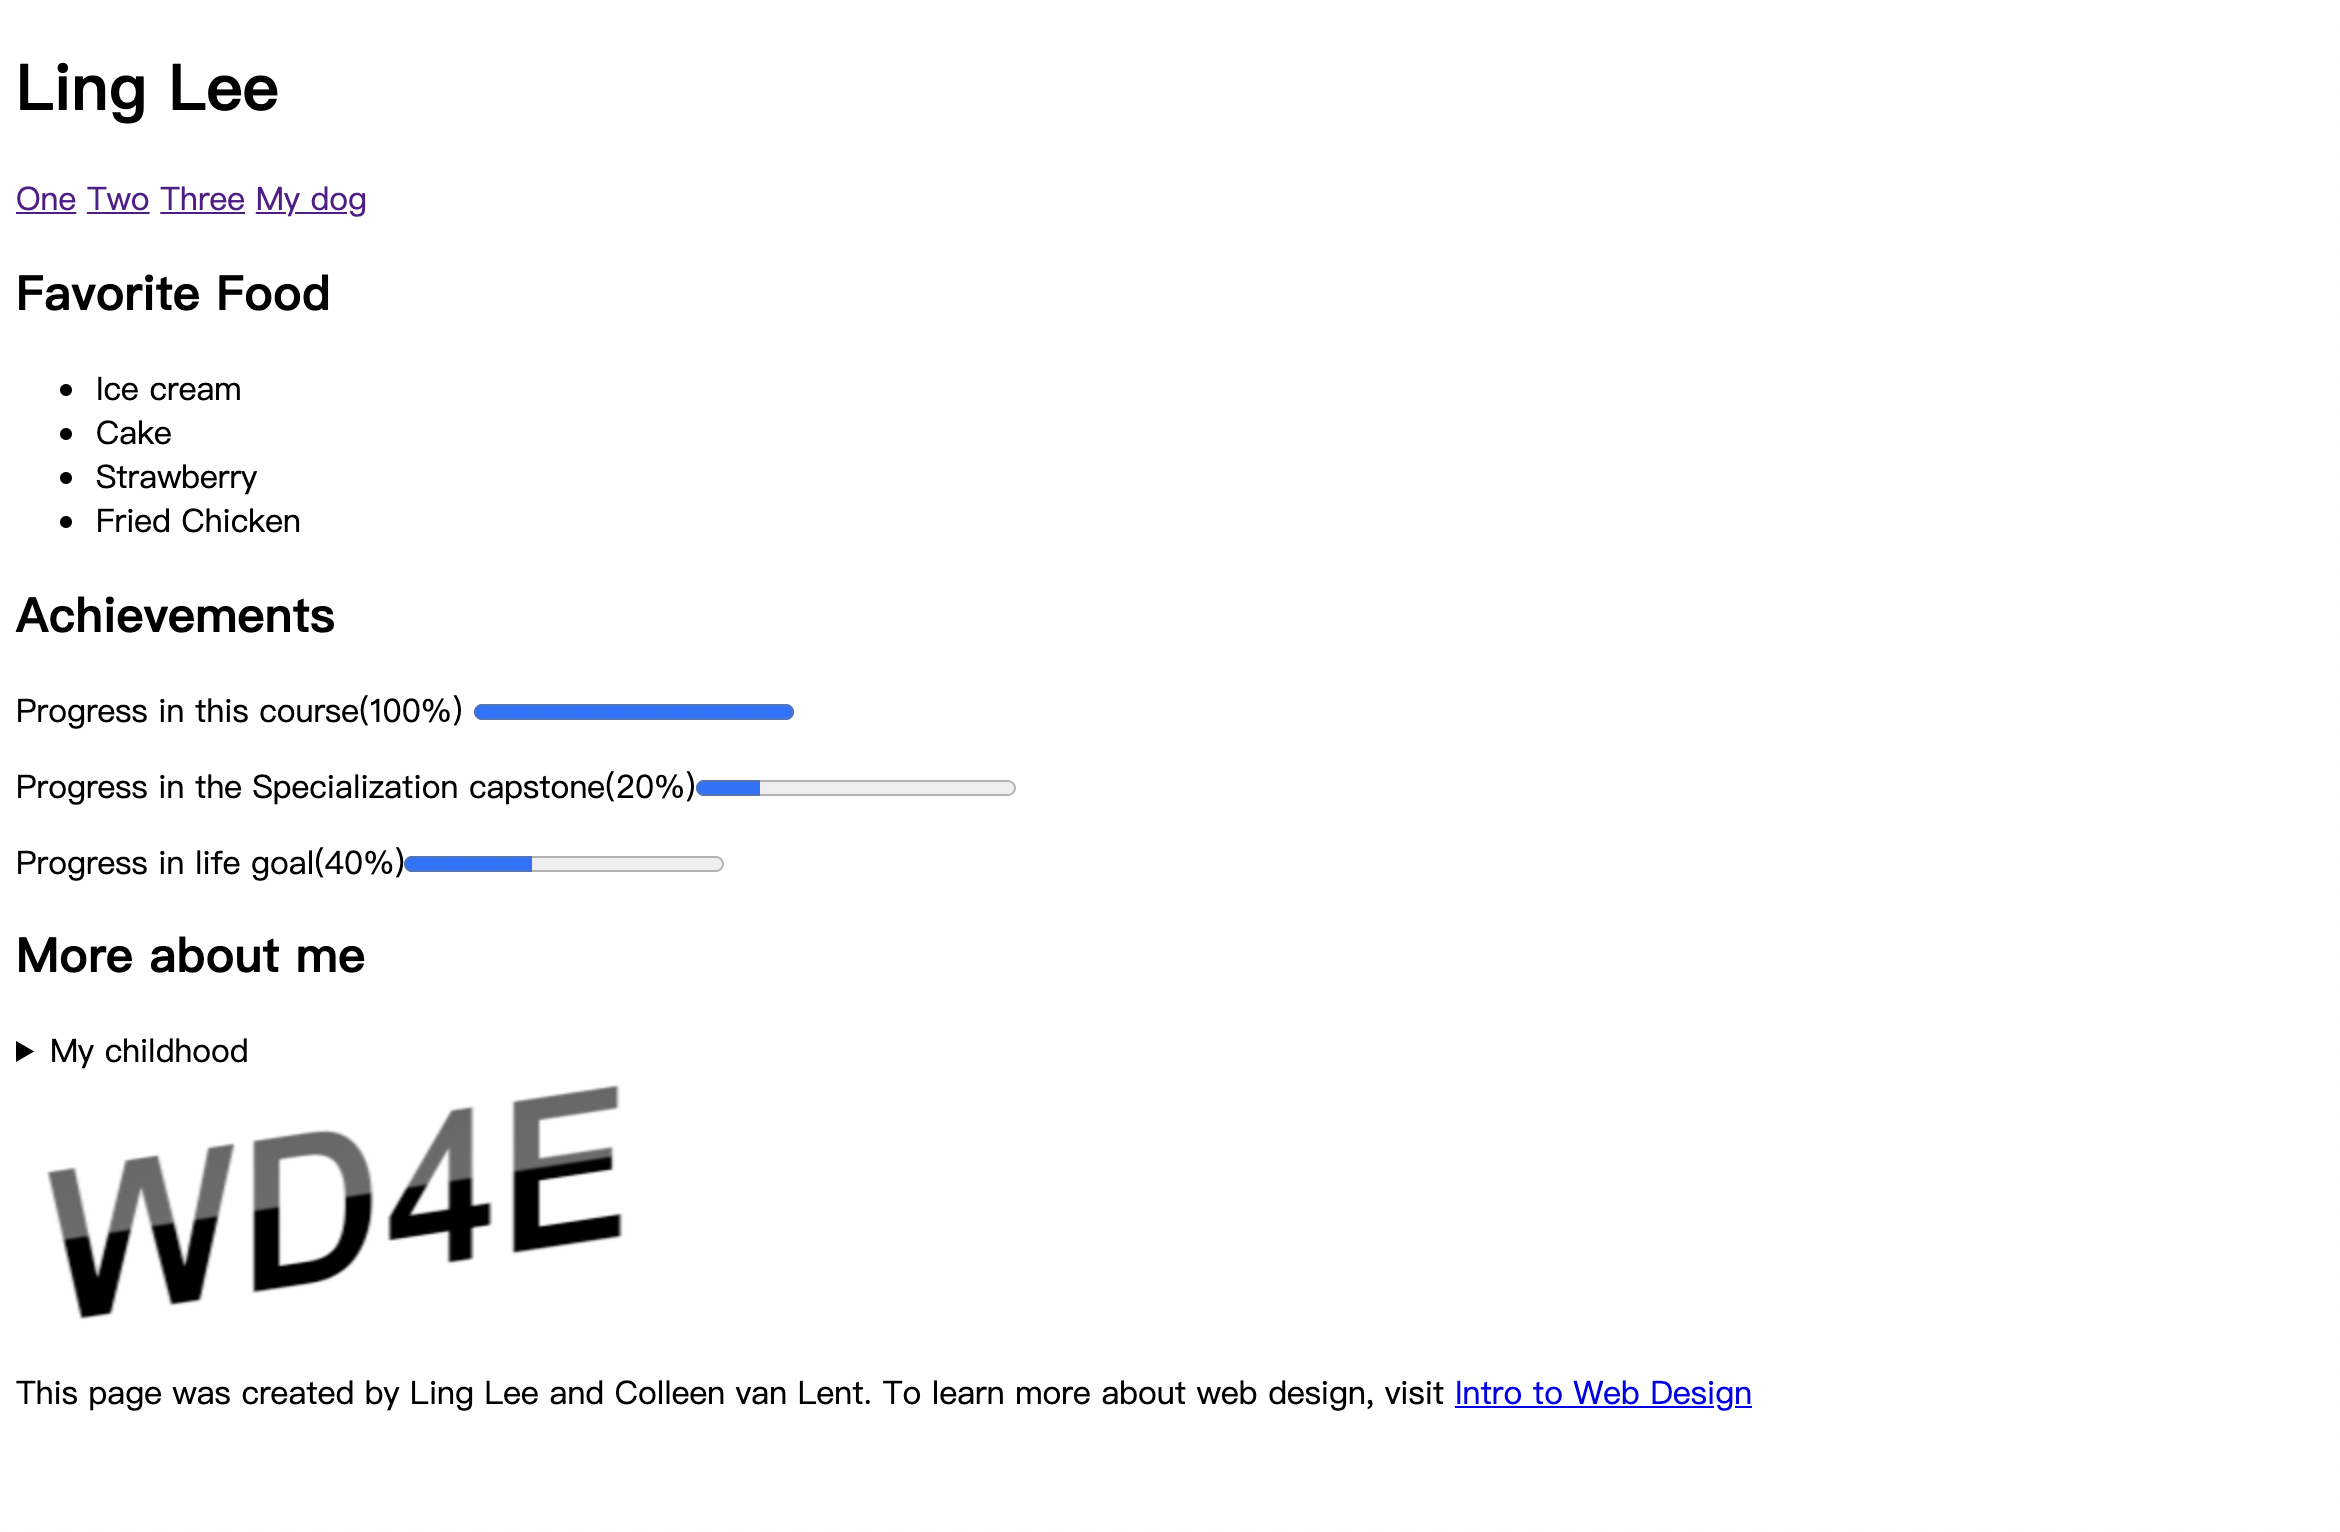 Ling Lee
One Two Three My dog
Favorite Food
Ice cream
Cake
Strawberry
Fried Chicken
Achievements
Progress in this course(100%)
Progress in the Specialization capstone(20%)
Progress in life goal(40%)
More about me
My childhood
WD4E
This page was created by Ling Lee and Colleen van Lent. To learn more about web design, visit Intro to Web Design